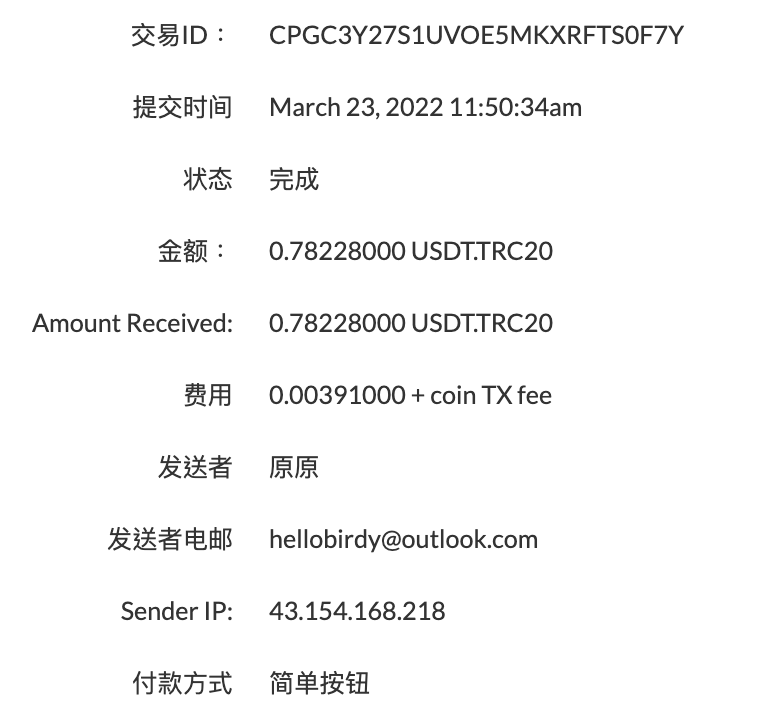 交易ID： CPGC3Y27S1UVOE5MKXRFTS0F7Y
提交时间 March 23, 2022 11:50:34am
状态 完成
金额： 0.78228000 USDT.TRC20
Amount Received: 0.78228000 USDT.TRC20
费用 0.00391000 + coin TX fee
发送者 原原
发送者电邮 hellobirdy@outlook.com
Sender IP: 43.154.168.218
付款方式 简单按钮